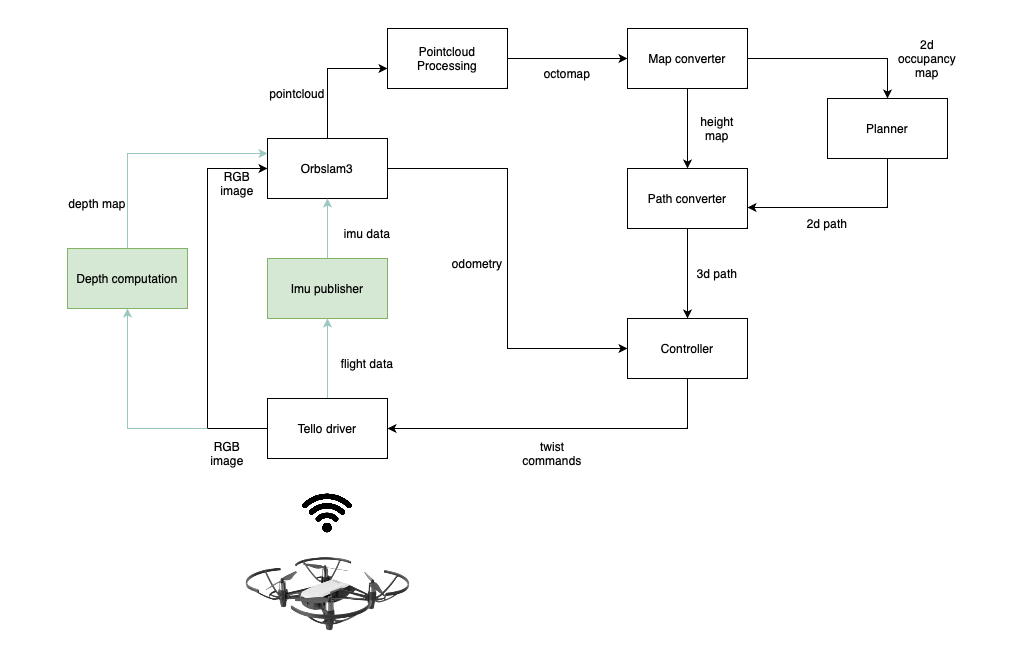 Pointcloud
Processing
octomap
Map converter
2d
occupancy
map
pointcloud
height
map
Planner
Orbslam3
RGB
image
depth map
Path converter
2d path
imu data
Depth computation
Imu publisher
odometry
3d path
Controller
flight data
Tello driver
RGB
image
twist
commands